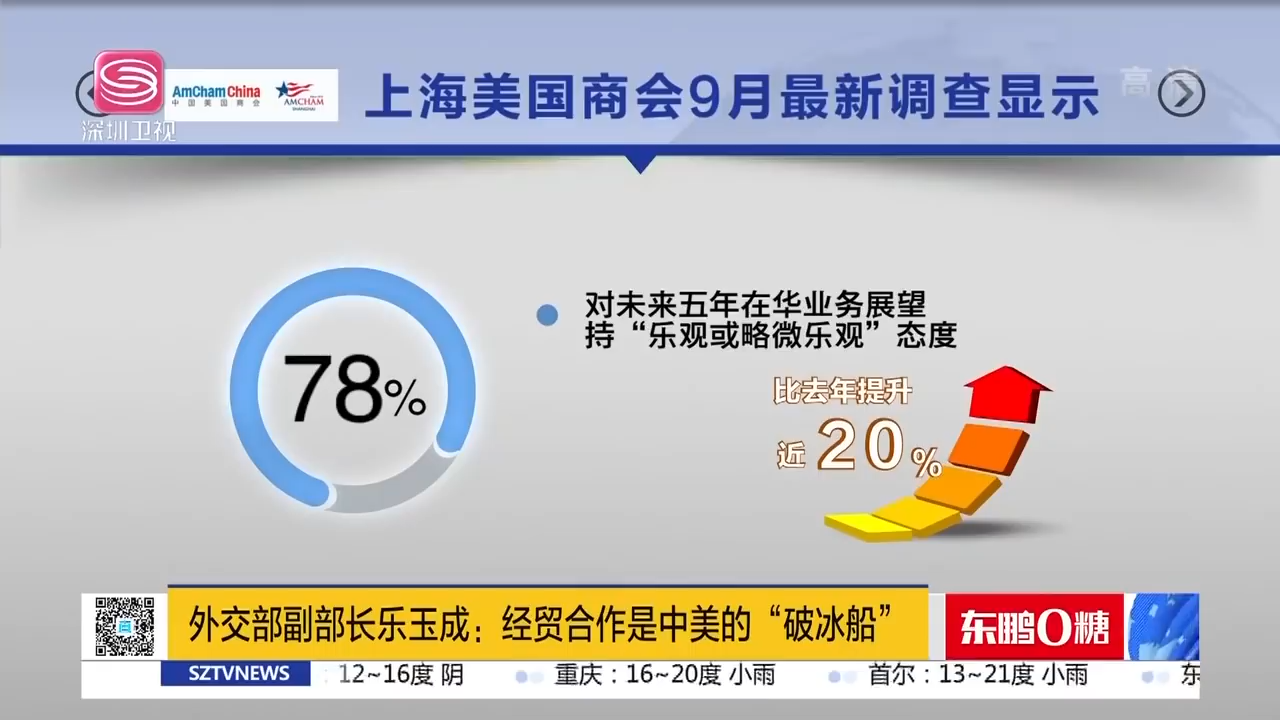 AmCham China
中国美国商会
AMCHAM
SHANGHAI
上海美国商会9月最新调查显示
高清
深圳卫视
78%
对未来五年在华业务展望
持“乐观或略微乐观”态度
比去年提升
近20%
外交部副部长乐玉成：经贸合作是中美的“破冰船”
东鹏0糖
SZTVNEWS 12~16度 阴 重庆：16~20度 小雨 首尔：13~21度 小雨 东